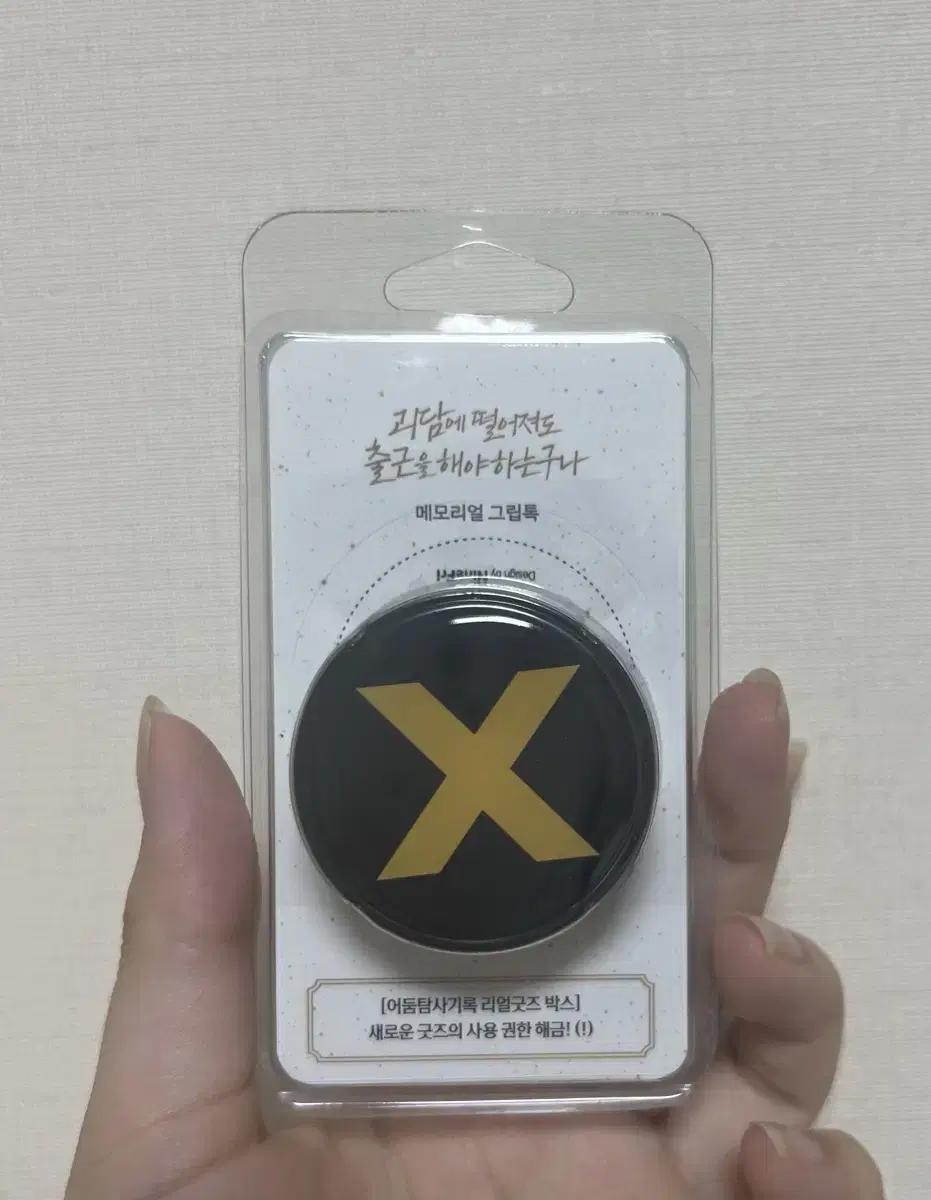 괴담에 떨어져도
출근을 해야 하는구나
메모리얼 그립톡
Design by
X
[어둠탐사기록 리얼굿즈 박스]
새로운 굿즈의 사용 권한 해금! (!)